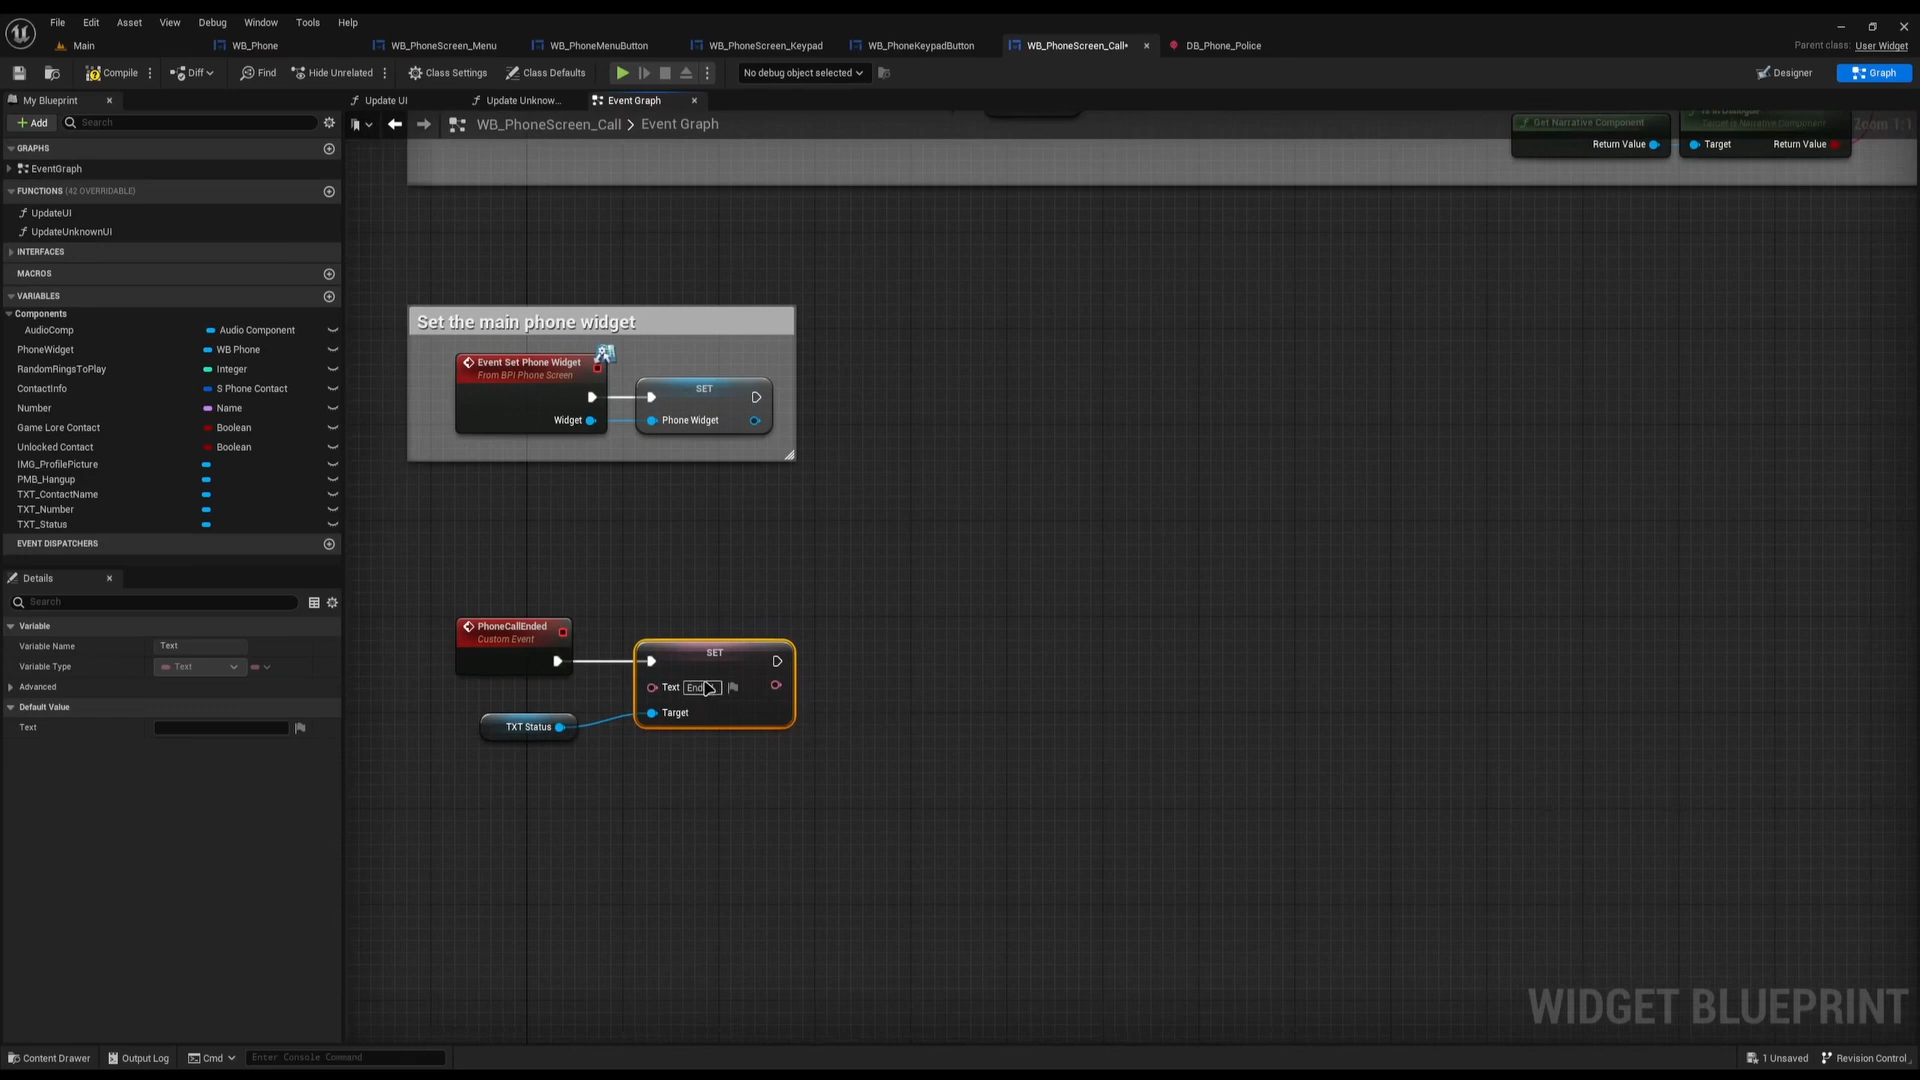 File Edit Asset View Debug Window Tools Help
Main WB_Phone WB_PhoneScreen_Menu WB_PhoneMenuButton WB_PhoneScreen_Keypad WB_PhoneKeypadButton WB_PhoneScreen_Call* DB_Phone_Police
Parent class: User Widget
Compile Diff Find Hide Unrelated Class Settings Class Defaults No debug object selected Designer Graph
My Blueprint
Update UI Update Unknow... Event Graph
Add Search
WB_PhoneScreen_Call > Event Graph
Zoom 1:1
GRAPHS
EventGraph
FUNCTIONS (42 OVERRIDABLE)
UpdateUI
UpdateUnknownUI
INTERFACES
MACROS
VARIABLES
Components
AudioComp Audio Component
PhoneWidget WB Phone
RandomRingsToPlay Integer
ContactInfo S Phone Contact
Number Name
Game Lore Contact Boolean
Unlocked Contact Boolean
IMG_ProfilePicture
PMB_Hangup
TXT_ContactName
TXT_Number
TXT_Status
EVENT DISPATCHERS
Details
Search
Variable
Variable Name Text
Variable Type Text
Advanced
Default Value
Text
Get Narrative Component
Return Value
Target is Narrative Component
Target Return Value
Set the main phone widget
Event Set Phone Widget
From BPI Phone Screen
Widget
SET
Phone Widget
PhoneCallEnded
Custom Event
TXT Status
SET
Text
Target
WIDGET BLUEPRINT
Content Drawer Output Log Cmd Enter Console Command 1 Unsaved Revision Control